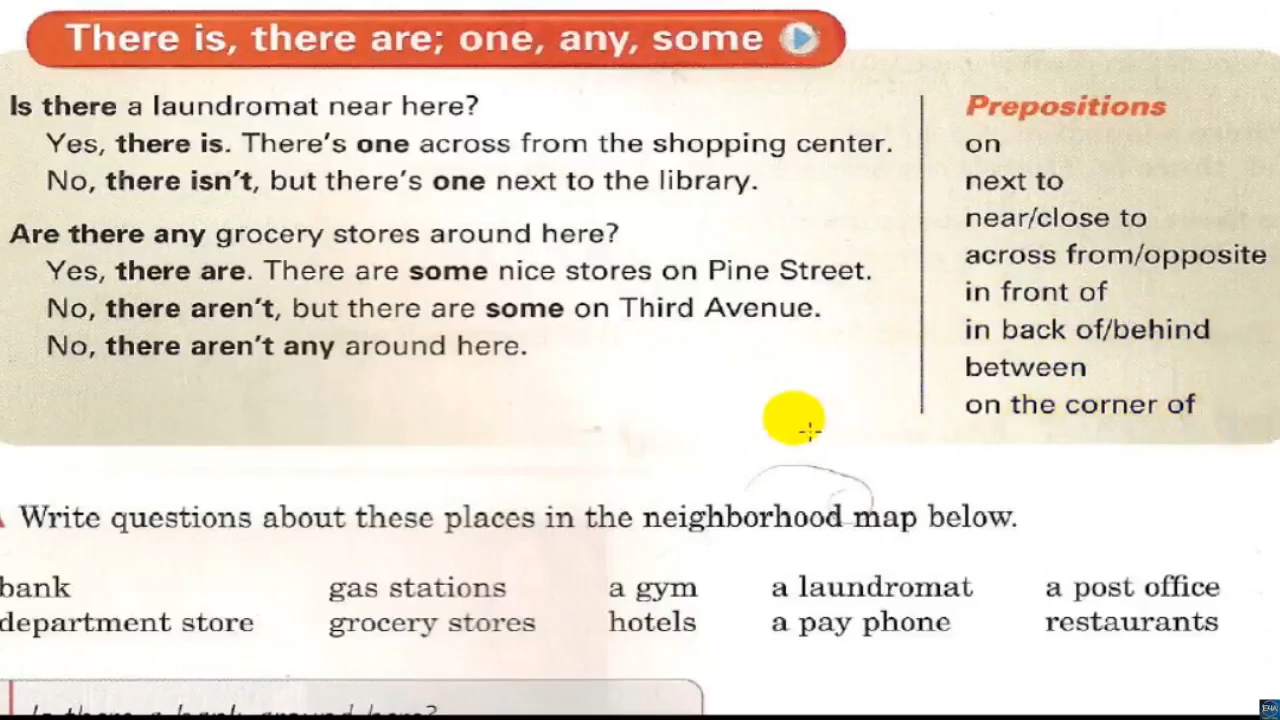 There is, there are; one, any, some
Is there a laundromat near here?
Yes, there is. There's one across from the shopping center.
No, there isn't, but there's one next to the library.
Are there any grocery stores around here?
Yes, there are. There are some nice stores on Pine Street.
No, there aren't, but there are some on Third Avenue.
No, there aren't any around here.
Prepositions
on
next to
near/close to
across from/opposite
in front of
in back of/behind
between
on the corner of
Write questions about these places in the neighborhood map below.
bank gas stations a gym a laundromat a post office
department store grocery stores hotels a pay phone restaurants
Is there a bank around here?